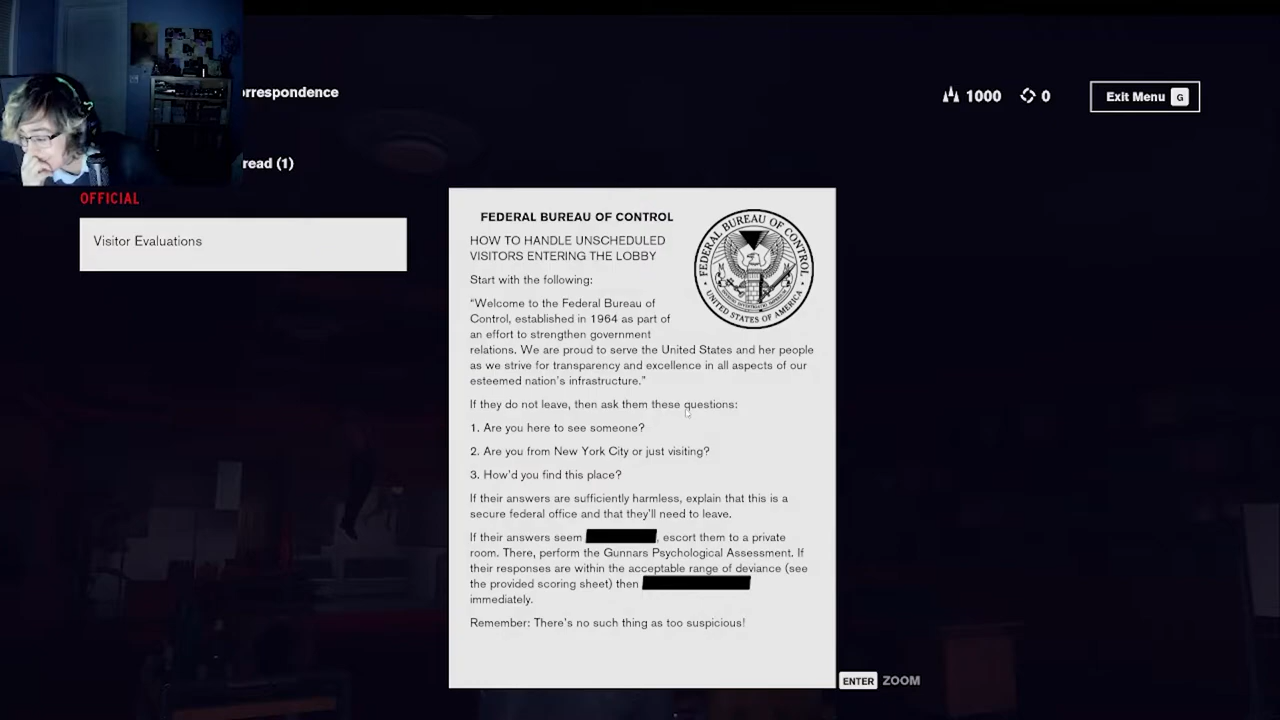 orrespondence
1000
0
Exit Menu G
read (1)
OFFICIAL
Visitor Evaluations
FEDERAL BUREAU OF CONTROL
HOW TO HANDLE UNSCHEDULED
VISITORS ENTERING THE LOBBY
FEDERAL BUREAU OF CONTROL
UNITED STATES OF AMERICA
Start with the following:
“Welcome to the Federal Bureau of
Control, established in 1964 as part of
an effort to strengthen government
relations. We are proud to serve the United States and her people
as we strive for transparency and excellence in all aspects of our
esteemed nation’s infrastructure.”
If they do not leave, then ask them these questions:
1. Are you here to see someone?
2. Are you from New York City or just visiting?
3. How’d you find this place?
If their answers are sufficiently harmless, explain that this is a
secure federal office and that they’ll need to leave.
If their answers seem , escort them to a private
room. There, perform the Gunnars Psychological Assessment. If
their responses are within the acceptable range of deviance (see
the provided scoring sheet) then
immediately.
Remember: There’s no such thing as too suspicious!
ENTER ZOOM